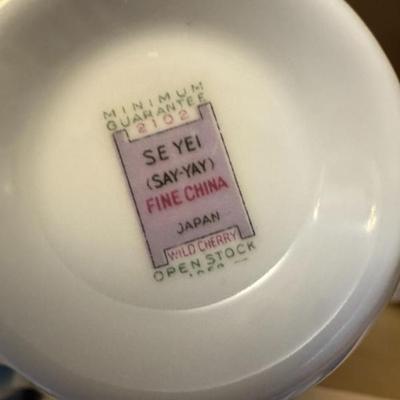 MINIMUM
GUARANTEE
2102
SE YEI
(SAY-YAY)
FINE CHINA
JAPAN
WILD CHERRY
OPEN STOCK